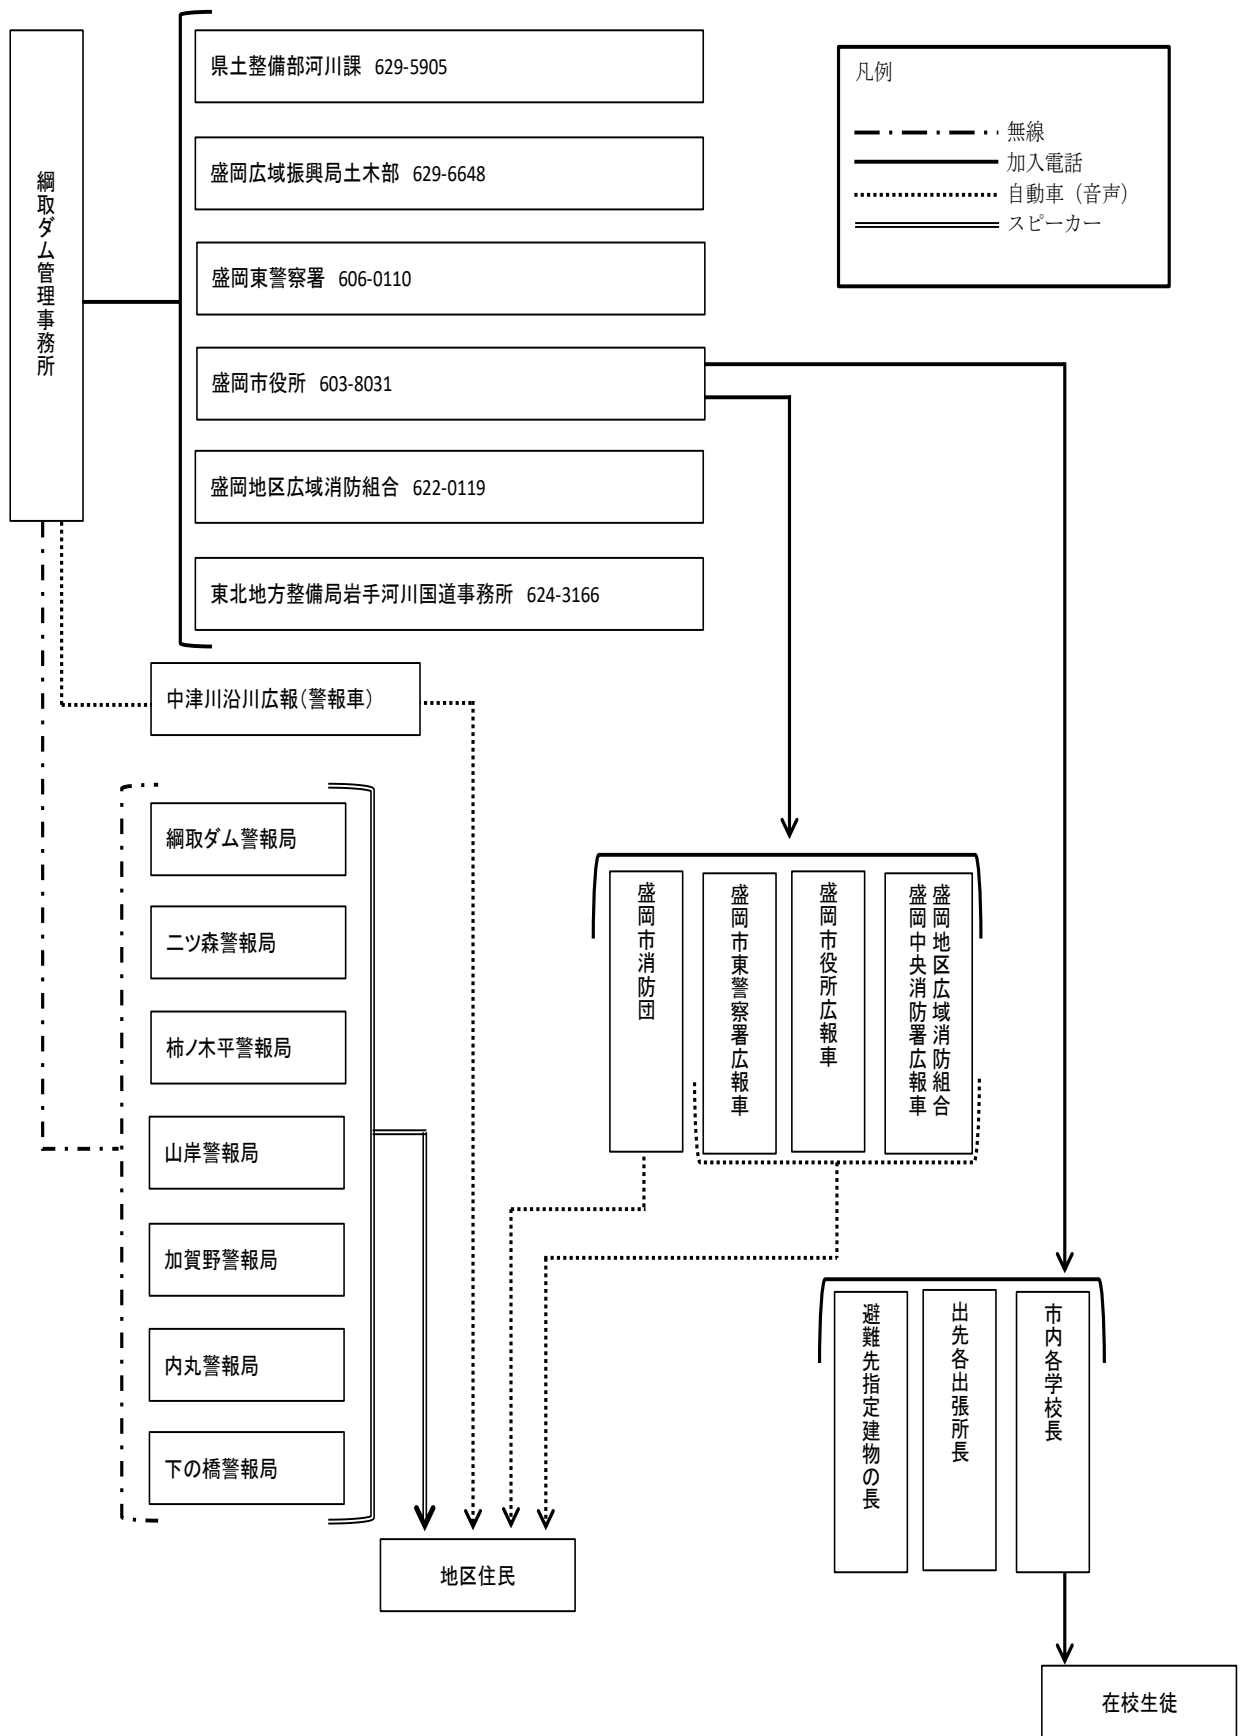 綱取ダム管理事務所
県土整備部河川課 629-5905
盛岡広域振興局土木部 629-6648
盛岡東警察署 606-0110
盛岡市役所 603-8031
盛岡地区広域消防組合 622-0119
東北地方整備局岩手河川国道事務所 624-3166
凡例
無線
加入電話
自動車（音声）
スピーカー
中津川沿川広報（警報車）
綱取ダム警報局
二ツ森警報局
柿ノ木平警報局
山岸警報局
加賀野警報局
内丸警報局
下の橋警報局
盛岡市消防団
盛岡市東警察署広報車
盛岡市役所広報車
盛岡地区広域消防組合
盛岡中央消防署広報車
避難先指定建物の長
出先各出張所長
市内各学校長
地区住民
在校生徒